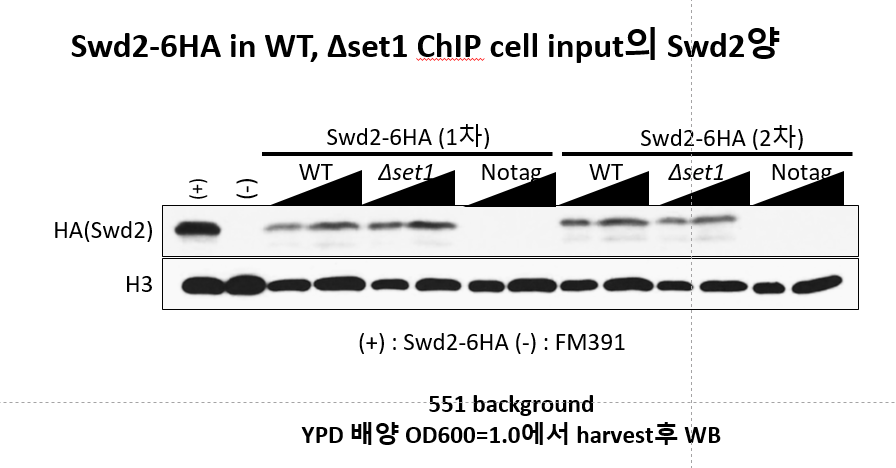 Swd2-6HA in WT, Δset1 ChIP cell input의 Swd2양
Swd2-6HA (1차) Swd2-6HA (2차)
(+) (-) WT Δset1 Notag WT Δset1 Notag
HA(Swd2)
H3
(+) : Swd2-6HA (-) : FM391
551 background
YPD 배양 OD600=1.0에서 harvest후 WB